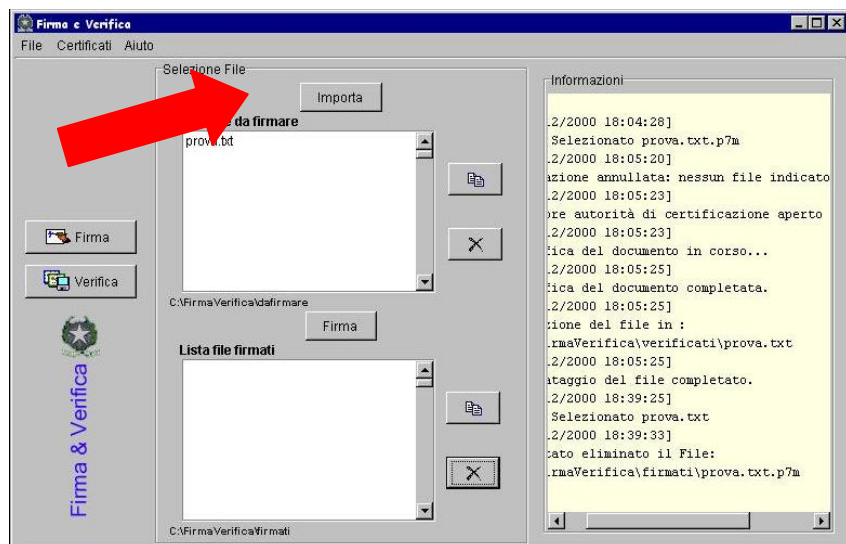 Firma e Verifica
File Certificati Aiuto
Selezione File
Importa
da firmare
prova.txt
Firma
Verifica
C:\FirmaVerifica\dafirmare
Firma
Lista file firmati
C:\FirmaVerifica\firmati
Firma & Verifica
Informazioni
12/2000 18:04:28]
Selezionato prova.txt.p7m
.2/2000 18:05:20]
azione annullata: nessun file indicato
.2/2000 18:05:23]
ore autorità di certificazione aperto
.2/2000 18:05:23]
fica del documento in corso...
.2/2000 18:05:25]
fica del documento completata.
.2/2000 18:05:25]
zione del file in :
rmaVerifica\verificati\prova.txt
.2/2000 18:05:25]
ataggio del file completato.
.2/2000 18:39:25]
Selezionato prova.txt
.2/2000 18:39:33]
tato eliminato il File:
.rmaVerifica\firmati\prova.txt.p7m